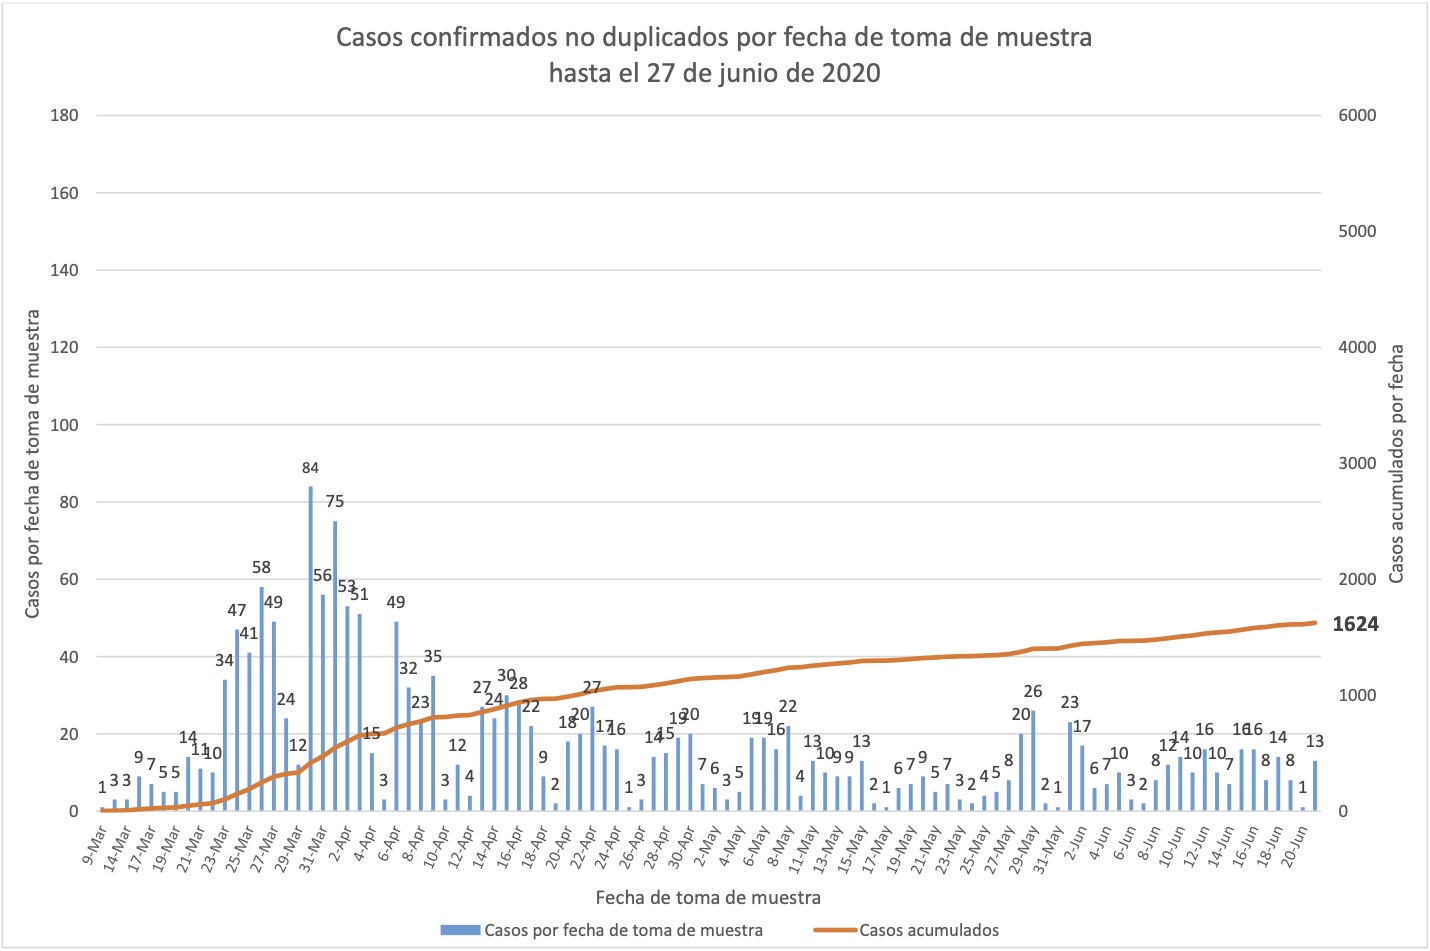 Casos confirmados no duplicados por fecha de toma de muestra
hasta el 27 de junio de 2020
180
160
140
120
100
80
60
40
20
0
Casos por fecha de toma de muestra
6000
5000
4000
3000
2000
1000
0
Casos acumulados por fecha
1624
1 3 3 9 7 5 5 14 11 10 34 47 41 58 49 24 12 84 56 75 53 51 15 3 49 32 23 35 3 12 4 27 24 30 28 22 9 2 18 20 27 17 16 1 3 14 15 19 20 7 6 3 5 19 19 16 22 4 13 10 9 9 13 2 1 6 7 9 5 7 3 2 4 5 8 20 26 2 1 23 17 6 7 10 3 2 8 12 14 10 16 10 7 16 16 8 14 8 1 13
9-Mar 14-Mar 17-Mar 19-Mar 21-Mar 23-Mar 25-Mar 27-Mar 29-Mar 31-Mar 2-Apr 4-Apr 6-Apr 8-Apr 10-Apr 12-Apr 14-Apr 16-Apr 18-Apr 20-Apr 22-Apr 24-Apr 26-Apr 28-Apr 30-Apr 2-May 4-May 6-May 8-May 11-May 13-May 15-May 17-May 19-May 21-May 23-May 25-May 27-May 29-May 31-May 2-Jun 4-Jun 6-Jun 8-Jun 10-Jun 12-Jun 14-Jun 16-Jun 18-Jun 20-Jun
Fecha de toma de muestra
Casos por fecha de toma de muestra
Casos acumulados